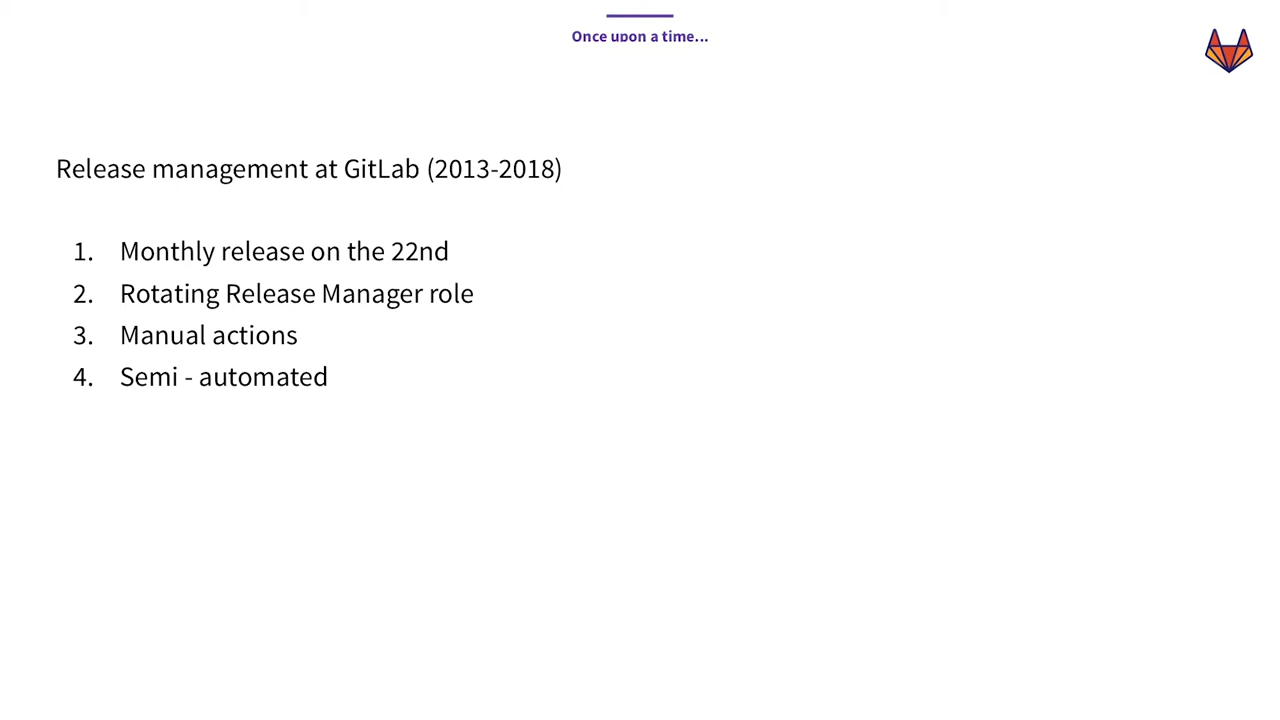 Once upon a time...
Release management at GitLab (2013-2018)
1. Monthly release on the 22nd
2. Rotating Release Manager role
3. Manual actions
4. Semi - automated